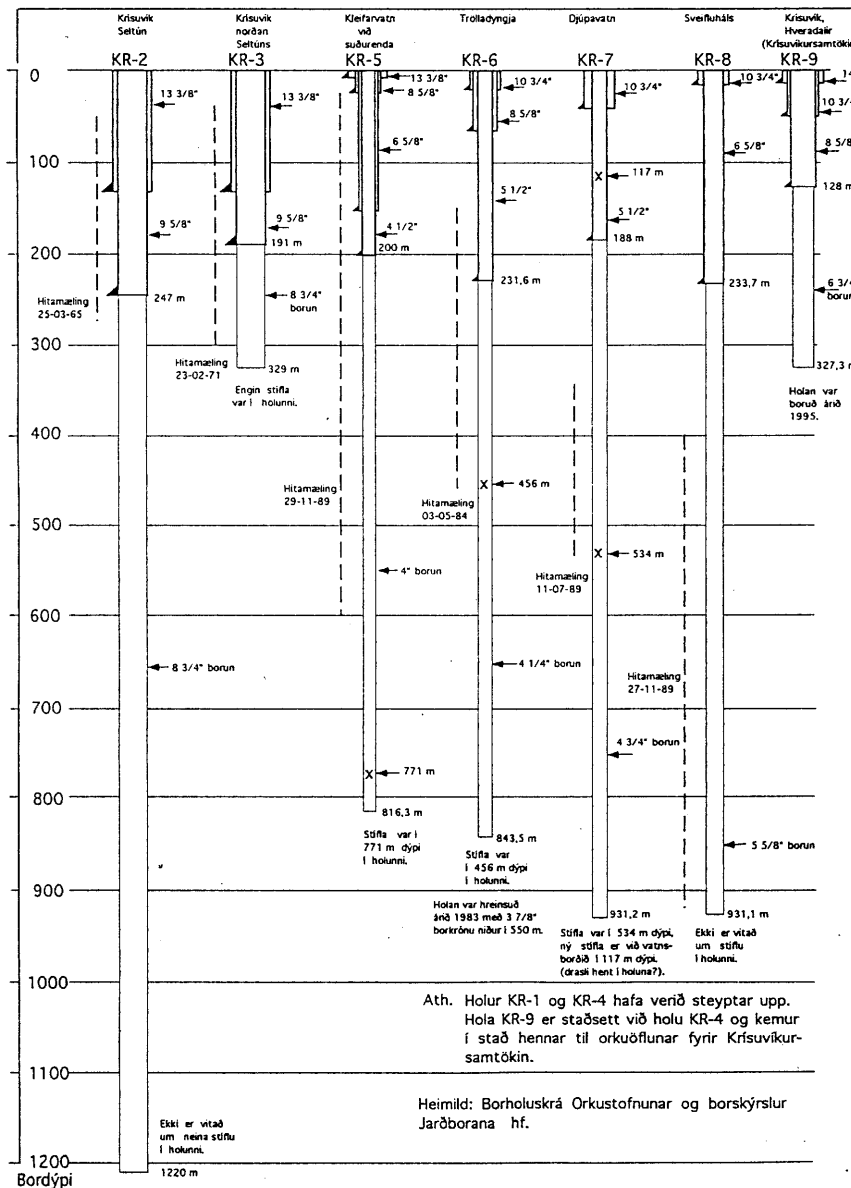 Krísuvík
Seltún
KR-2
Krísuvík
norðan
Seltúns
KR-3
Kleifarvatn
við
suðurenda
KR-5
Trölladyngja
KR-6
Djúpavatn
KR-7
Sveifluháls
KR-8
Krísuvík,
Hveradalir
(Krísuvíkursamtökin
KR-9
0
100
200
300
400
500
600
700
800
900
1000
1100
1200
Bordýpi
13 3/8"
9 5/8"
247 m
Hitamæling
25-03-65
8 3/4" borun
Ekki er vitað
um neina stíflu
í holunni.
1220 m
13 3/8"
9 5/8"
191 m
8 3/4"
borun
Hitamæling
23-02-71
329 m
Engin stífla
var í holunni.
13 3/8"
8 5/8"
6 5/8"
4 1/2"
200 m
Hitamæling
29-11-89
4" borun
x
771 m
816,3 m
Stífla var í
771 m dýpi
í holunni.
10 3/4"
8 5/8"
5 1/2"
231,6 m
x
456 m
Hitamæling
03-05-84
4 1/4" borun
843,5 m
Stífla var
í 456 m dýpi
í holunni.
Holan var hreinsuð
árið 1983 með 3 7/8"
borkrónu niður í 550 m.
10 3/4"
x
117 m
5 1/2"
188 m
x
534 m
Hitamæling
11-07-89
4 3/4" borun
931,2 m
Stífla var í 534 m dýpi,
ný stífla er við vatns-
borðið í 117 m dýpi.
(drasli hent í holuna?).
10 3/4"
6 5/8"
233,7 m
Hitamæling
27-11-89
5 5/8" borun
931,1 m
Ekki er vitað
um stíflu
í holunni.
14
10 3/4
8 5/8"
128 m
6 3/4
borun
327,3 m
Holan var
boruð árið
1995.
Ath. Holur KR-1 og KR-4 hafa verið steyptar upp.
Hola KR-9 er staðsett við holu KR-4 og kemur
í stað hennar til orkuöflunar fyrir Krísuvíkur-
samtökin.
Heimild: Borholuskrá Orkustofnunar og borskýrslur
Jarðborana hf.